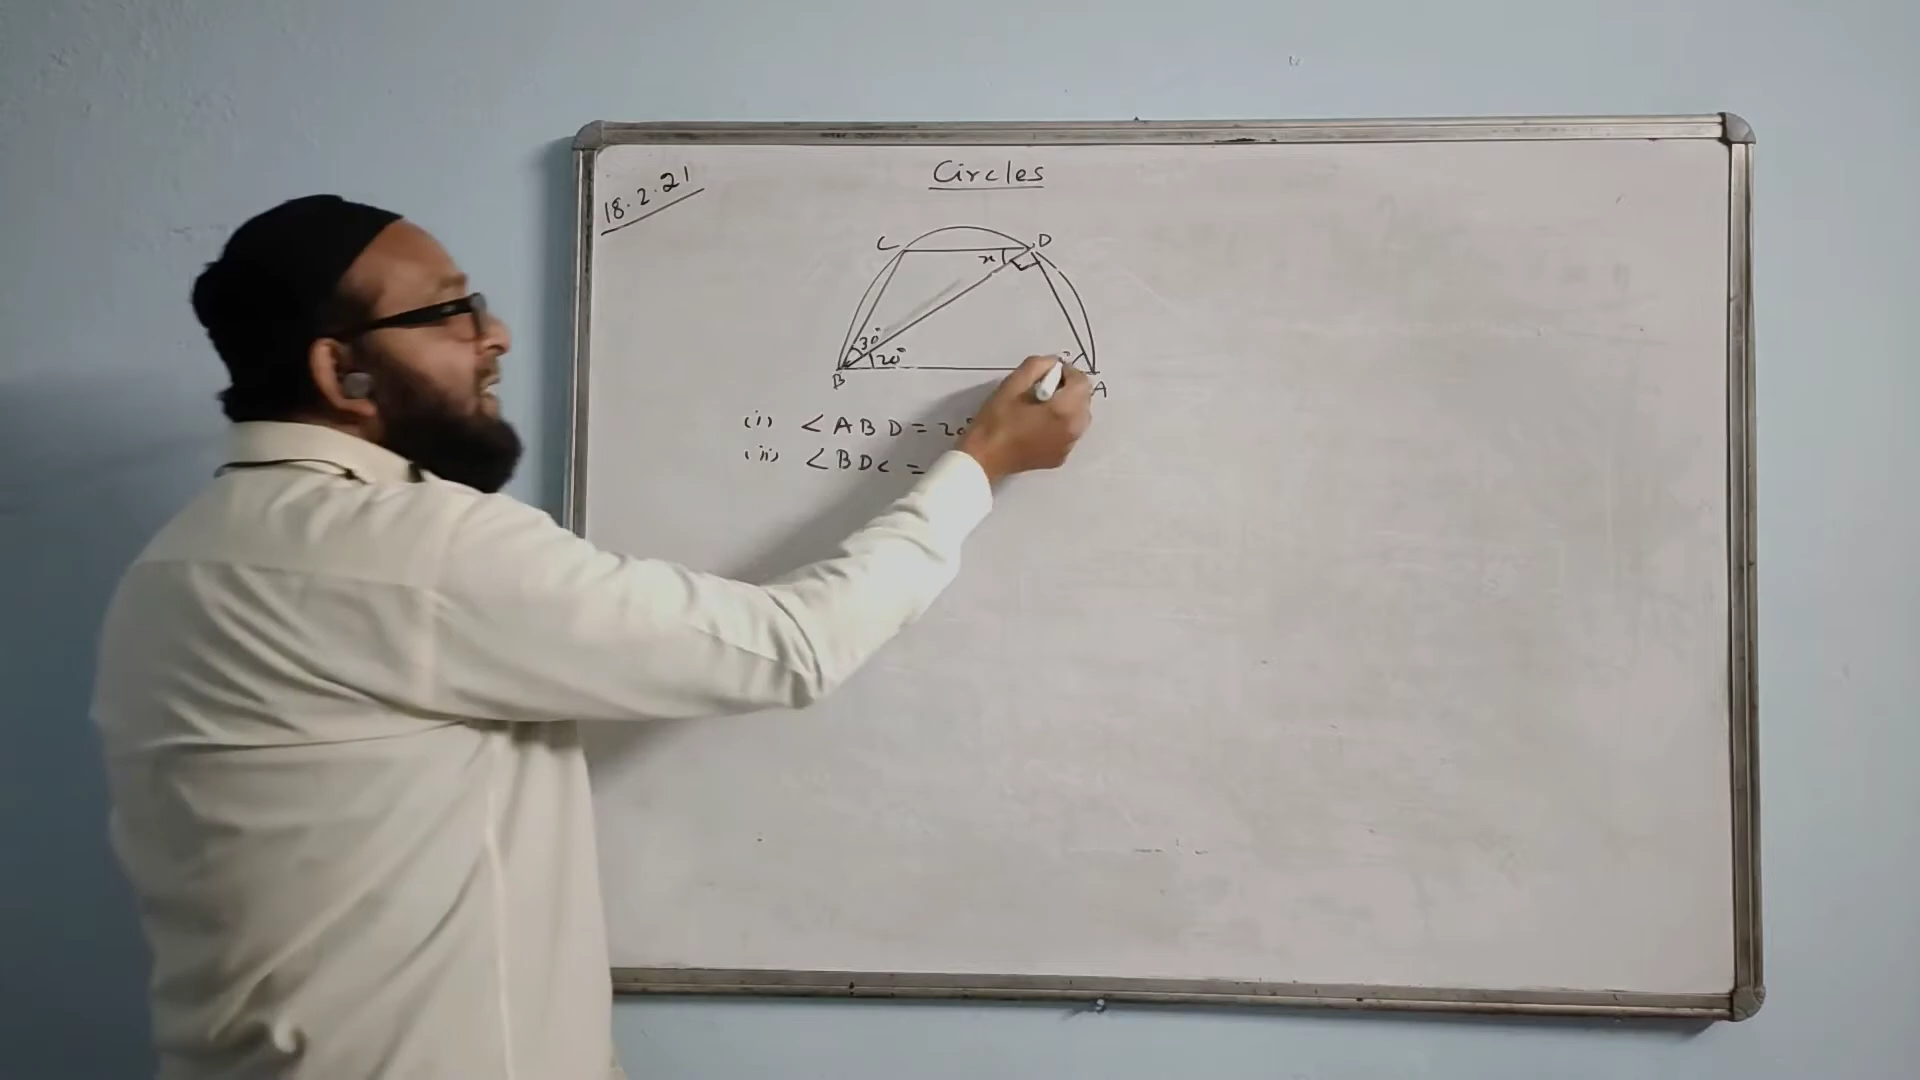 Circles
18.2.21
C
D
x
30°
20°
B
A
(i) ∠ABD = 20°
(ii) ∠BDC =